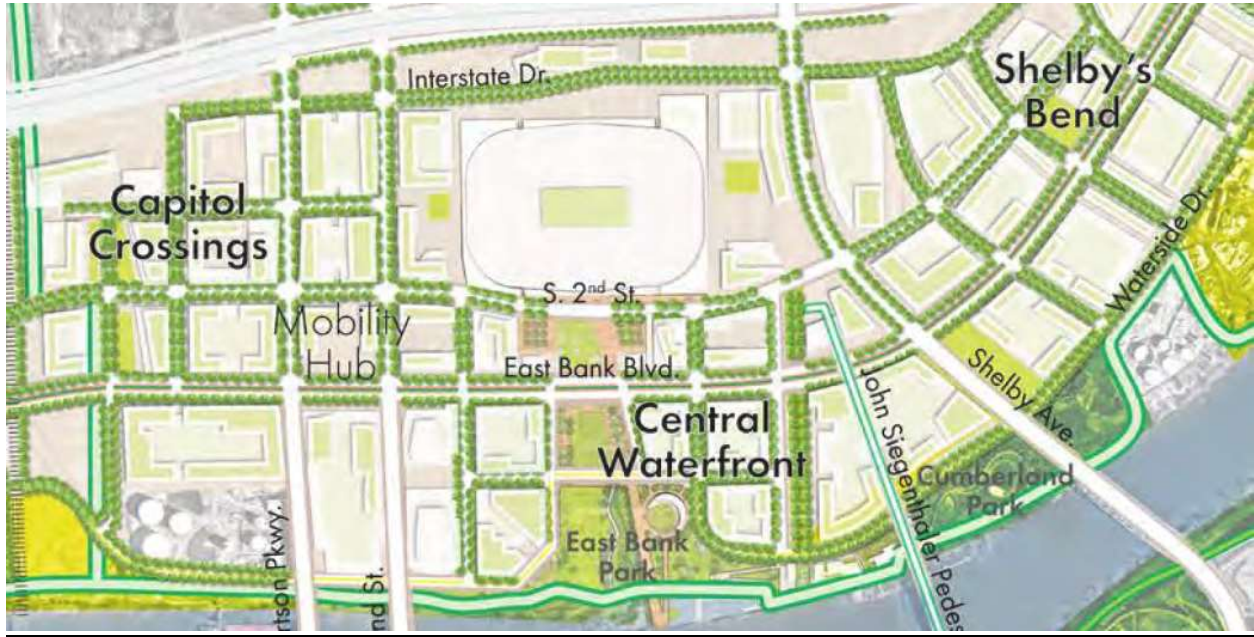 Interstate Dr.
Shelby's
Bend
Capitol
Crossings
Waterside Dr.
S. 2nd St.
Mobility
Hub
East Bank Blvd.
Shelby Ave.
John Siegenhaler Pedes
Central
Waterfront
Cumberland
Park
East Bank
Park
rtson Pkwy.
nd St.